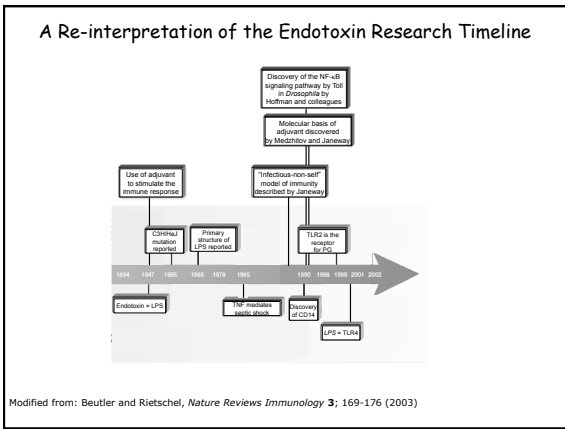 A Re-interpretation of the Endotoxin Research Timeline
Discovery of the NF-κB
signaling pathway by Toll
in Drosophila by
Hoffman and colleagues
Molecular basis of
adjuvant discovered
by Medzhitov and Janeway
Use of adjuvant
to stimulate the
immune response
"Infectious-non-self"
model of immunity
described by Janeway
C3H/HeJ
mutation
reported
Primary
structure of
LPS reported
TLR2 is the
receptor
for PG
1894 1947 1965 1968 1978 1985 1990 1998 1999 2001 2002
Endotoxin = LPS
TNF mediates
septic shock
Discovery
of CD14
LPS = TLR4
Modified from: Beutler and Rietschel, Nature Reviews Immunology 3; 169-176 (2003)